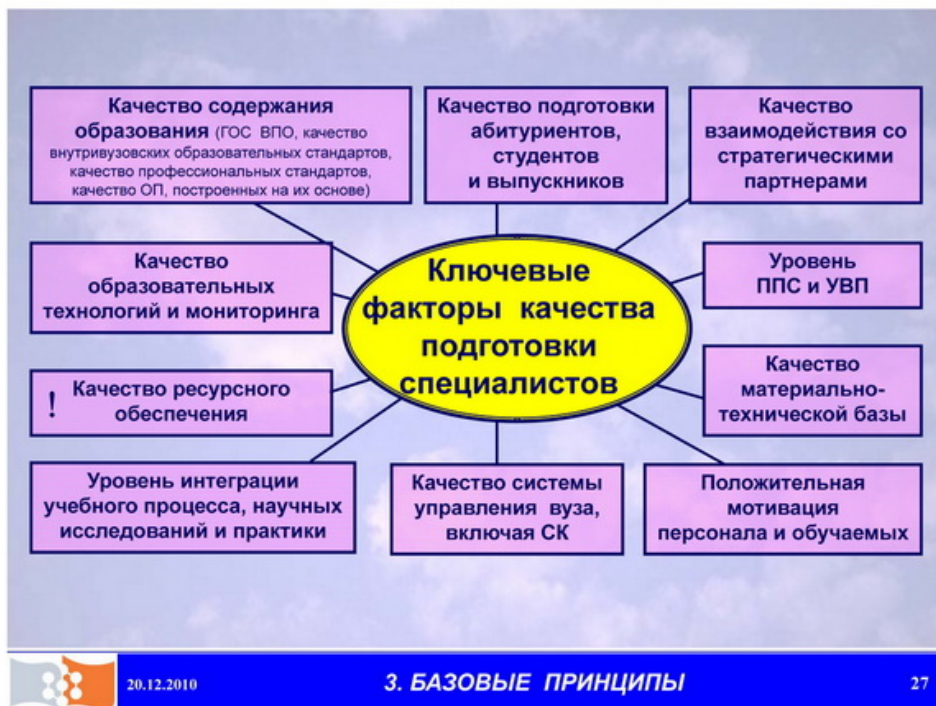 Качество содержания
образования (ГОС ВПО, качество
внутривузовских образовательных стандартов,
качество профессиональных стандартов,
качество ОП, построенных на их основе)
Качество подготовки
абитуриентов,
студентов
и выпускников
Качество
взаимодействия со
стратегическими
партнерами
Качество
образовательных
технологий и мониторинга
Ключевые
факторы качества
подготовки
специалистов
Уровень
ППС и УВП
! Качество ресурсного
обеспечения
Качество
материально-
технической базы
Уровень интеграции
учебного процесса, научных
исследований и практики
Качество системы
управления вуза,
включая СК
Положительная
мотивация
персонала и обучаемых
20.12.2010
3. БАЗОВЫЕ ПРИНЦИПЫ
27